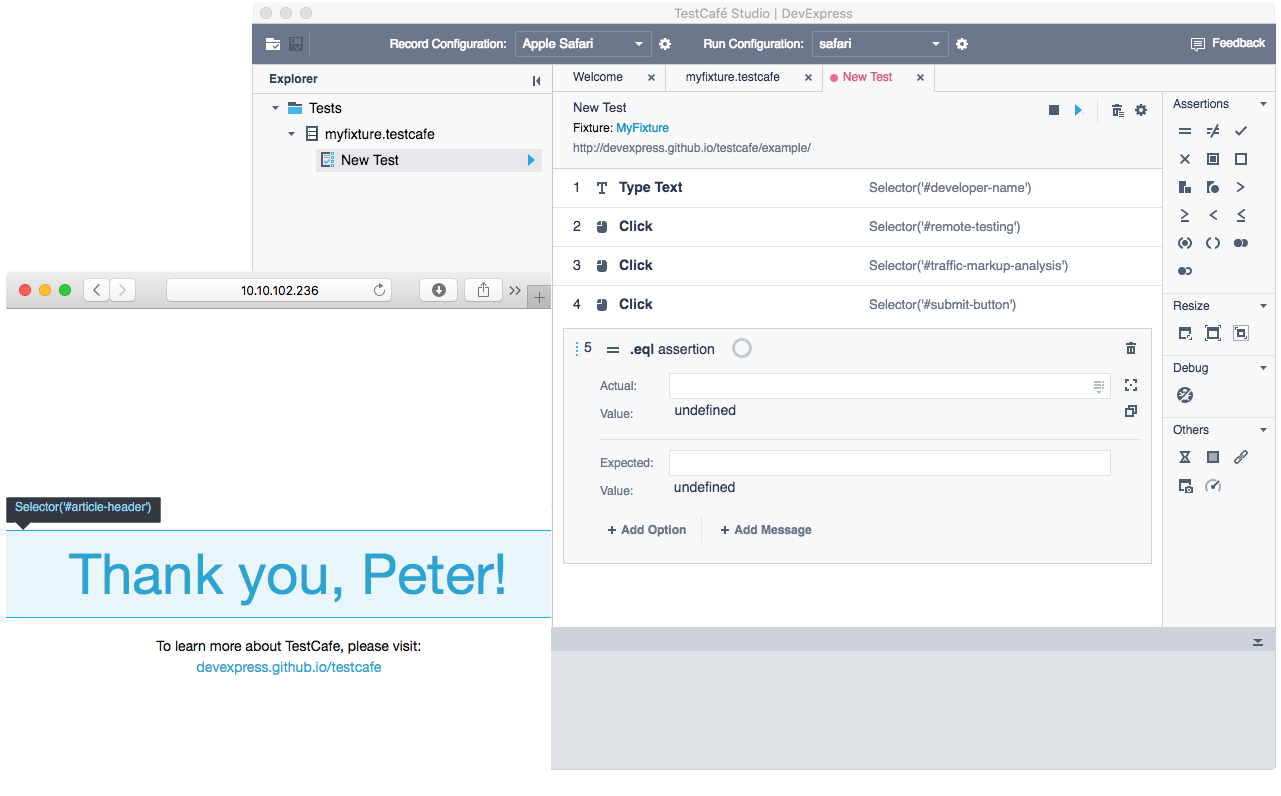 TestCafé Studio | DevExpress
Record Configuration: Apple Safari Run Configuration: safari Feedback
Explorer
Tests
myfixture.testcafe
New Test
Welcome × myfixture.testcafe × New Test ×
New Test
Fixture: MyFixture
http://devexpress.github.io/testcafe/example/
1 Type Text Selector('#developer-name')
2 Click Selector('#remote-testing')
3 Click Selector('#traffic-markup-analysis')
4 Click Selector('#submit-button')
5 .eql assertion
Actual:
Value: undefined
Expected:
Value: undefined
+ Add Option + Add Message
Assertions
Resize
Debug
Others
10.10.102.236
Selector('#article-header')
Thank you, Peter!
To learn more about TestCafe, please visit:
devexpress.github.io/testcafe